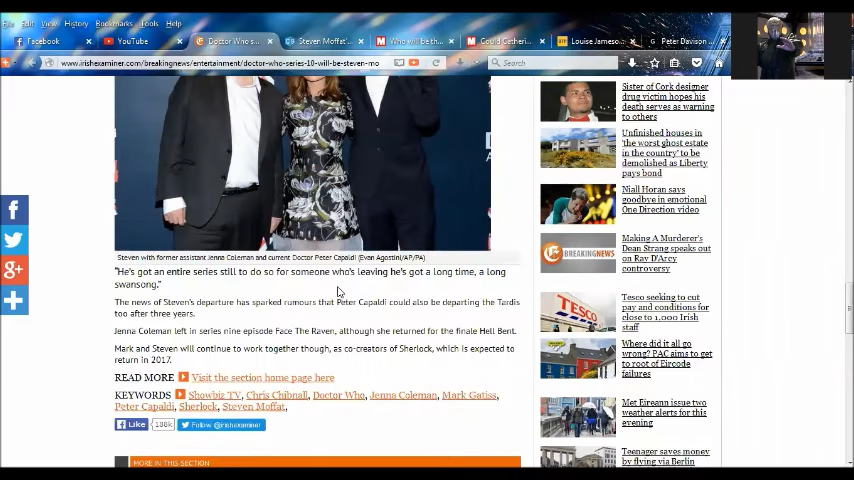 File Edit View History Bookmarks Tools Help
Facebook
YouTube
Doctor Who's...
Steven Moffat'...
Who will be th...
Could Gatheri...
Louise Jameso...
Peter Davison ...
www.irishexaminer.com/breakingnews/entertainment/doctor-who-series-10-will-be-steven-mo
Search
Steven with former assistant Jenna Coleman and current Doctor Peter Capaldi (Evan Agostini/AP/PA)
"He's got an entire series still to do so for someone who's leaving he's got a long time, a long
swansong."
The news of Steven's departure has sparked rumours that Peter Capaldi could also be departing the Tardis
too after three years.
Jenna Coleman left in series nine episode Face The Raven, although she returned for the finale Hell Bent.
Mark and Steven will continue to work together though, as co-creators of Sherlock, which is expected to
return in 2017.
READ MORE Visit the section home page here
KEYWORDS Showbiz TV, Chris Chibnall, Doctor Who, Jenna Coleman, Mark Gatiss,
Peter Capaldi, Sherlock, Steven Moffat,
Like 188k Follow @irishexaminer
MORE IN THIS SECTION
Sister of Cork designer
drug victim hopes his
death serves as warning
to others
Unfinished houses in
'the worst ghost estate
in the country' to be
demolished as Liberty
pays bond
Niall Horan says
goodbye in emotional
One Direction video
BREAKINGNEWS
Making A Murderer's
Dean Strang speaks out
on Ray D'Arcy
controversy
TESCO
Tesco seeking to cut
pay and conditions for
close to 1,000 Irish
staff
Where did it all go
wrong? PAC aims to get
to root of Eircode
failures
Met Eireann issue two
weather alerts for this
evening
Teenager saves money
by flying via Berlin